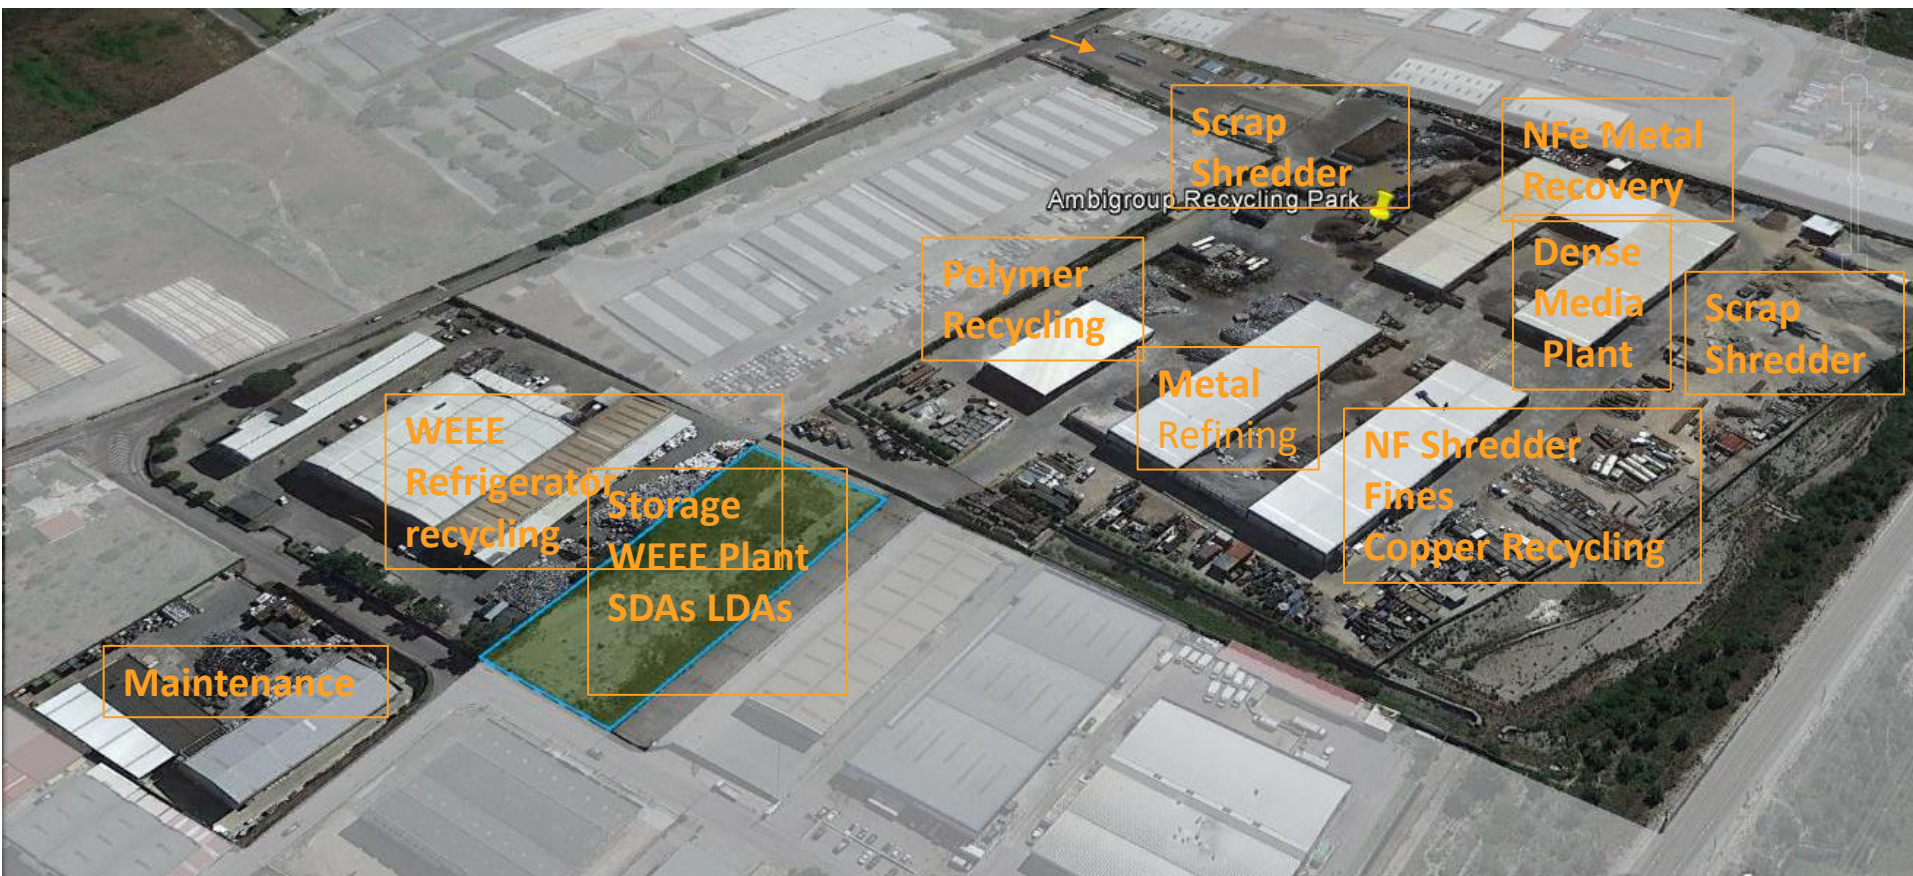 Scrap
Shredder
NFe Metal
Recovery
Ambigroup Recycling Park
Polymer
Recycling
Dense
Media
Plant
Scrap
Shredder
Metal
Refining
WEEE
Refrigerator
recycling
NF Shredder
Fines
Copper Recycling
Storage
WEEE Plant
SDAs LDAs
Maintenance